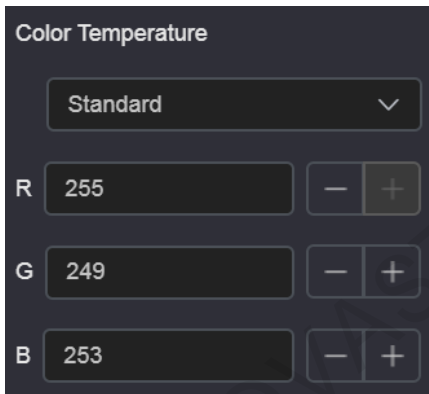 Color Temperature
Standard
R 255 − +
G 249 − +
B 253 − +